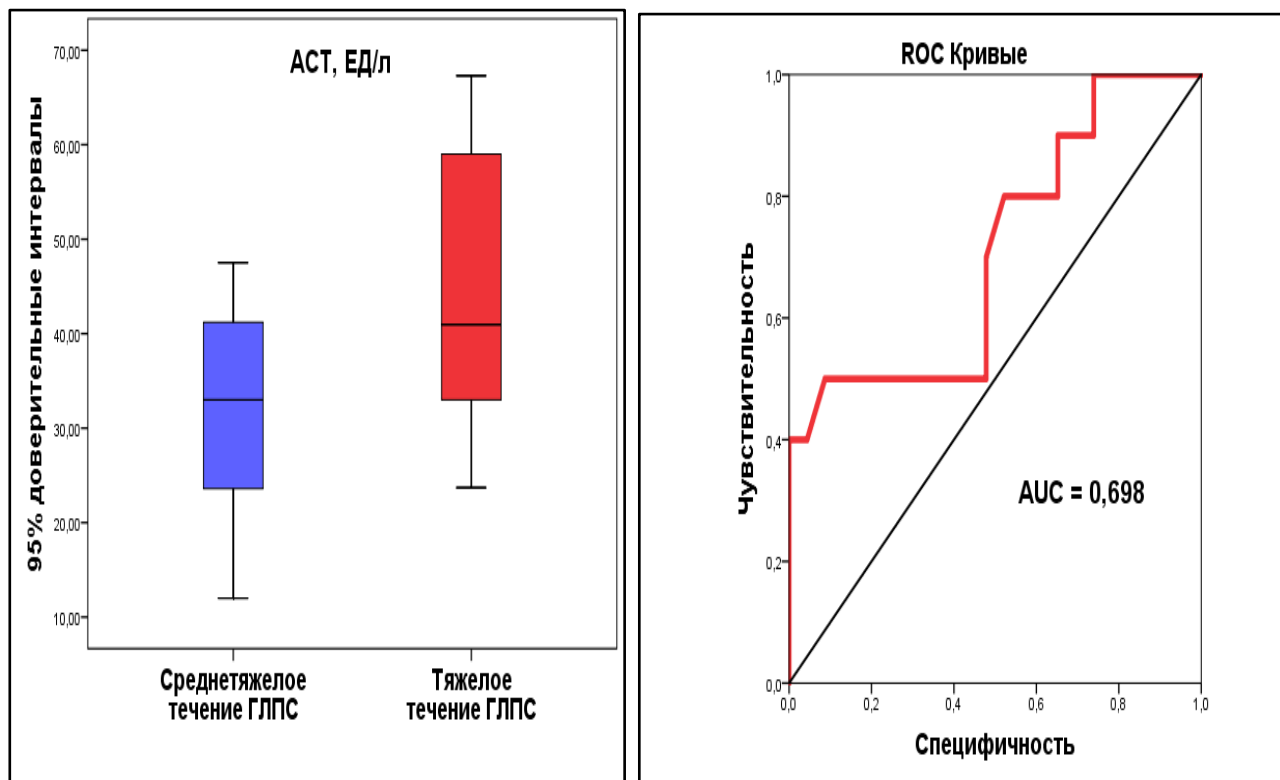 АСТ, ЕД/л
95% доверительные интервалы
70,00
60,00
50,00
40,00
30,00
20,00
10,00
Среднетяжелое
течение ГЛПС
Тяжелое
течение ГЛПС
ROC Кривые
Чувствительность
1,0
0,8
0,6
0,4
0,2
0,0
AUC = 0,698
0,0 0,2 0,4 0,6 0,8 1,0
Специфичность